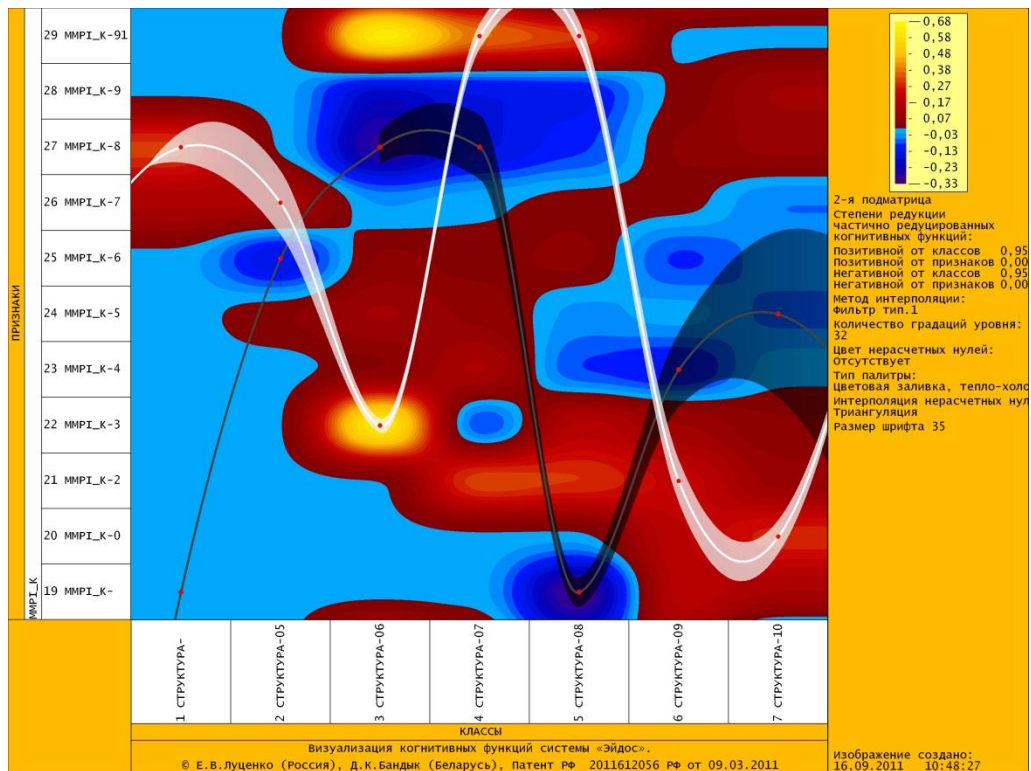 29 MMPI_K-91
28 MMPI_K-9
27 MMPI_K-8
26 MMPI_K-7
25 MMPI_K-6
24 MMPI_K-5
23 MMPI_K-4
22 MMPI_K-3
21 MMPI_K-2
20 MMPI_K-0
19 MMPI_K-
ПРИЗНАКИ
MMPI_K
1 СТРУКТУРА-
2 СТРУКТУРА-05
3 СТРУКТУРА-06
4 СТРУКТУРА-07
5 СТРУКТУРА-08
6 СТРУКТУРА-09
7 СТРУКТУРА-10
КЛАССЫ
Визуализация когнитивных функций системы «Эйдос».
© Е.В.Луценко (Россия), Д.К.Бандык (Беларусь), Патент РФ 2011612056 РФ от 09.03.2011
0,68
0,58
0,48
0,38
0,27
0,17
0,07
-0,03
-0,13
-0,23
-0,33
2-я подматрица
Степени редукции
частично редуцированных
когнитивных функций:
Позитивной от классов 0,95
Позитивной от признаков 0,00
Негативной от классов 0,95
Негативной от признаков 0,00
Метод интерполяции:
Фильтр тип.1
Количество градаций уровня:
32
Цвет нерасчетных нулей:
Отсутствует
Тип палитры:
Цветовая заливка, тепло-холо
Интерполяция нерасчетных нул
Триангуляция
Размер шрифта 35
Изображение создано:
16.09.2011 10:48:27